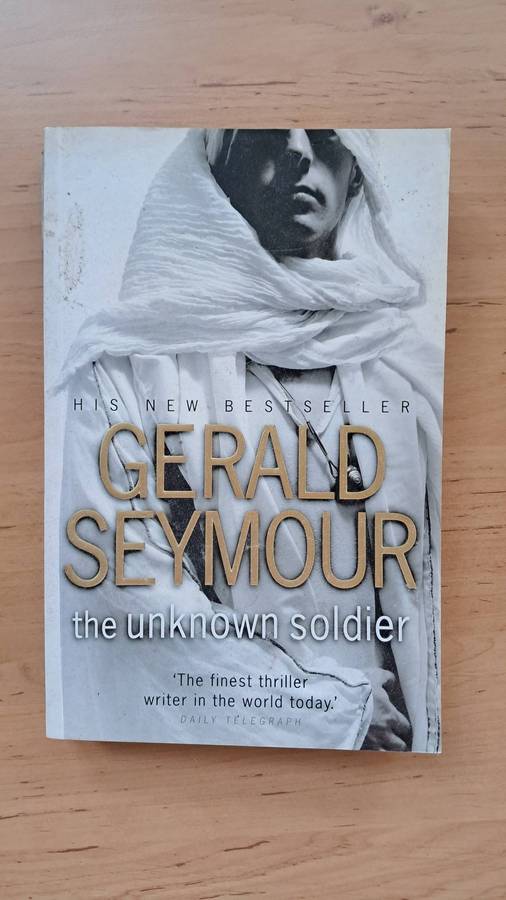 HIS NEW BESTSELLER
GERALD
SEYMOUR
the unknown soldier
‘The finest thriller
writer in the world today.’
DAILY TELEGRAPH